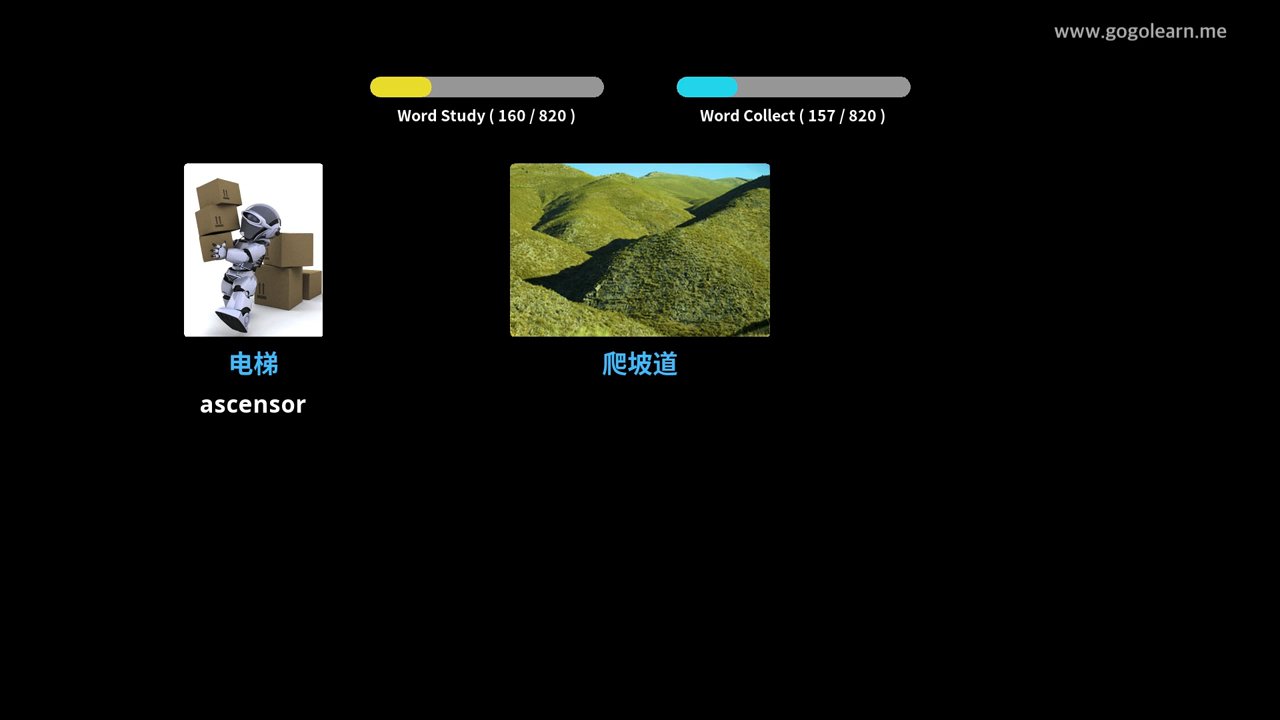 www.gogolearn.me
Word Study ( 160 / 820 )
Word Collect ( 157 / 820 )
电梯
ascensor
爬坡道